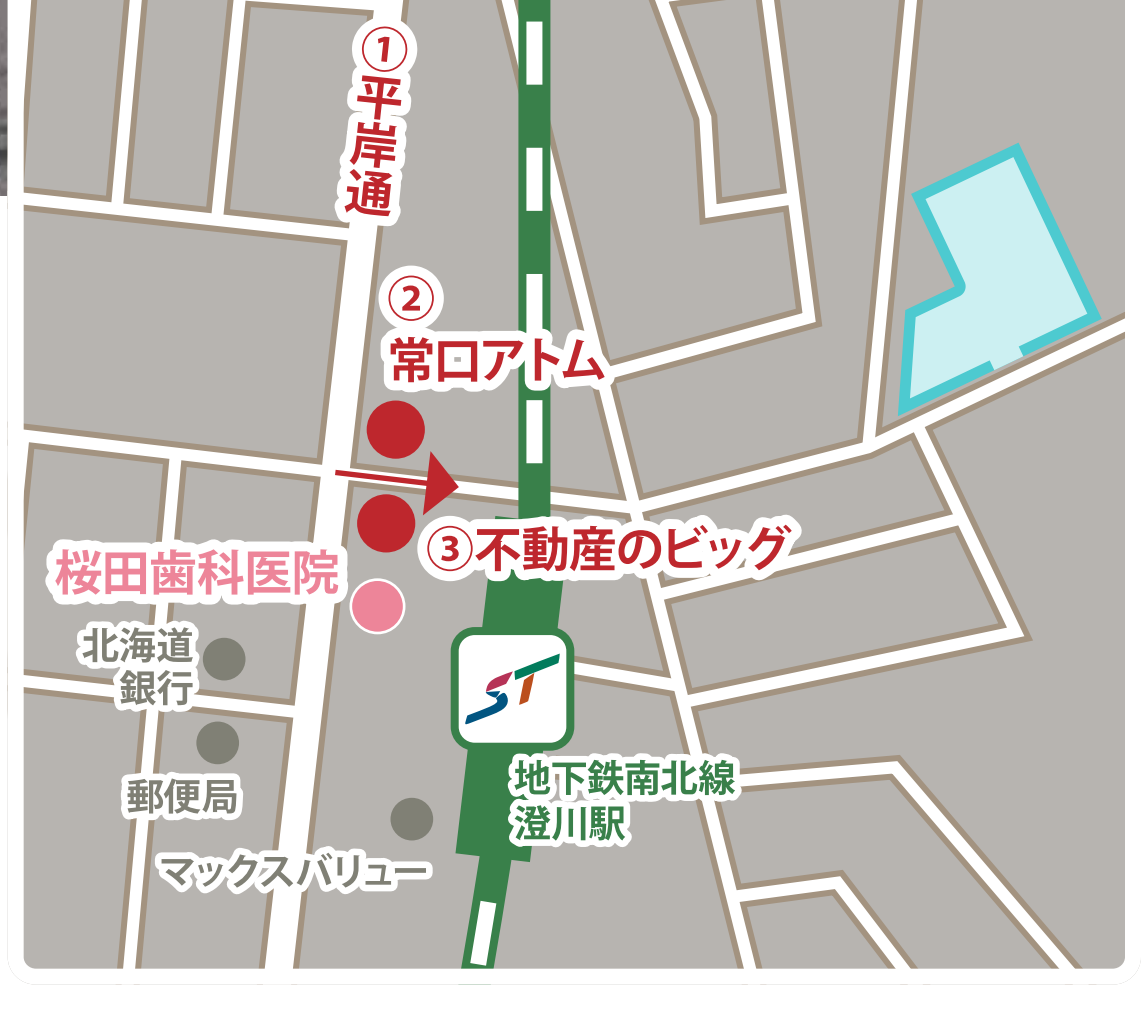 ①平岸通
②
常口アトム
③不動産のビッグ
桜田歯科医院
北海道
銀行
ST
地下鉄南北線
澄川駅
郵便局
マックスバリュー